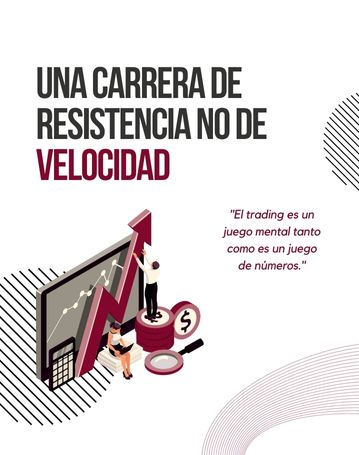 UNA CARRERA DE
RESISTENCIA NO DE
VELOCIDAD
"El trading es un
juego mental tanto
como es un juego
de números."
$
$